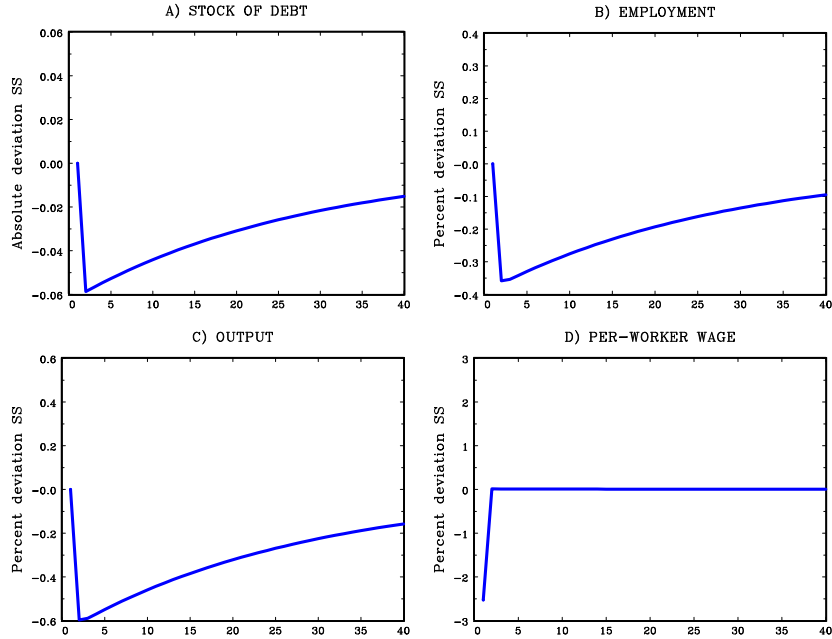 A) STOCK OF DEBT
Absolute deviation SS
0.06
0.04
0.02
0.00
−0.02
−0.04
−0.06
0 5 10 15 20 25 30 35 40
B) EMPLOYMENT
Percent deviation SS
0.4
0.3
0.2
0.1
−0.0
−0.1
−0.2
−0.3
−0.4
0 5 10 15 20 25 30 35 40
C) OUTPUT
Percent deviation SS
0.6
0.4
0.2
−0.0
−0.2
−0.4
−0.6
0 5 10 15 20 25 30 35 40
D) PER−WORKER WAGE
Percent deviation SS
3
2
1
0
−1
−2
−3
0 5 10 15 20 25 30 35 40